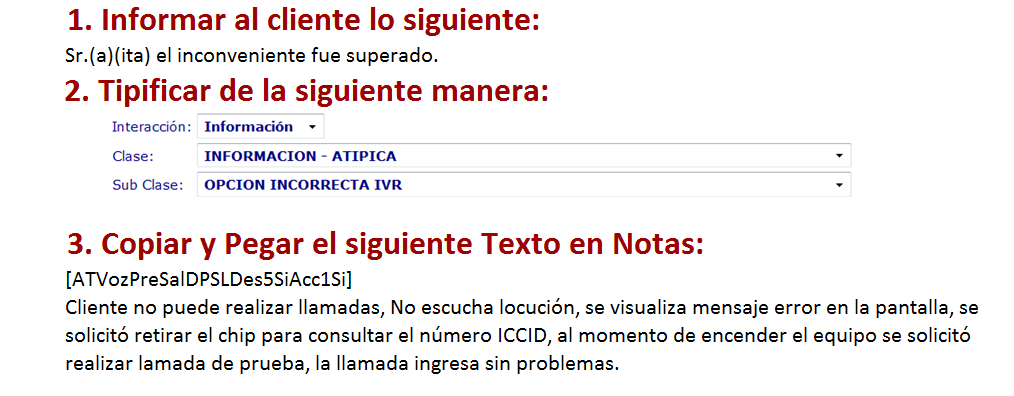 1. Informar al cliente lo siguiente:
Sr.(a)(ita) el inconveniente fue superado.
2. Tipificar de la siguiente manera:
Interacción: Información
Clase: INFORMACION - ATIPICA
Sub Clase: OPCION INCORRECTA IVR
3. Copiar y Pegar el siguiente Texto en Notas:
[ATVozPreSalDPSLDes5SiAcc1Si]
Cliente no puede realizar llamadas, No escucha locución, se visualiza mensaje error en la pantalla, se
solicitó retirar el chip para consultar el número ICCID, al momento de encender el equipo se solicitó
realizar lamada de prueba, la llamada ingresa sin problemas.